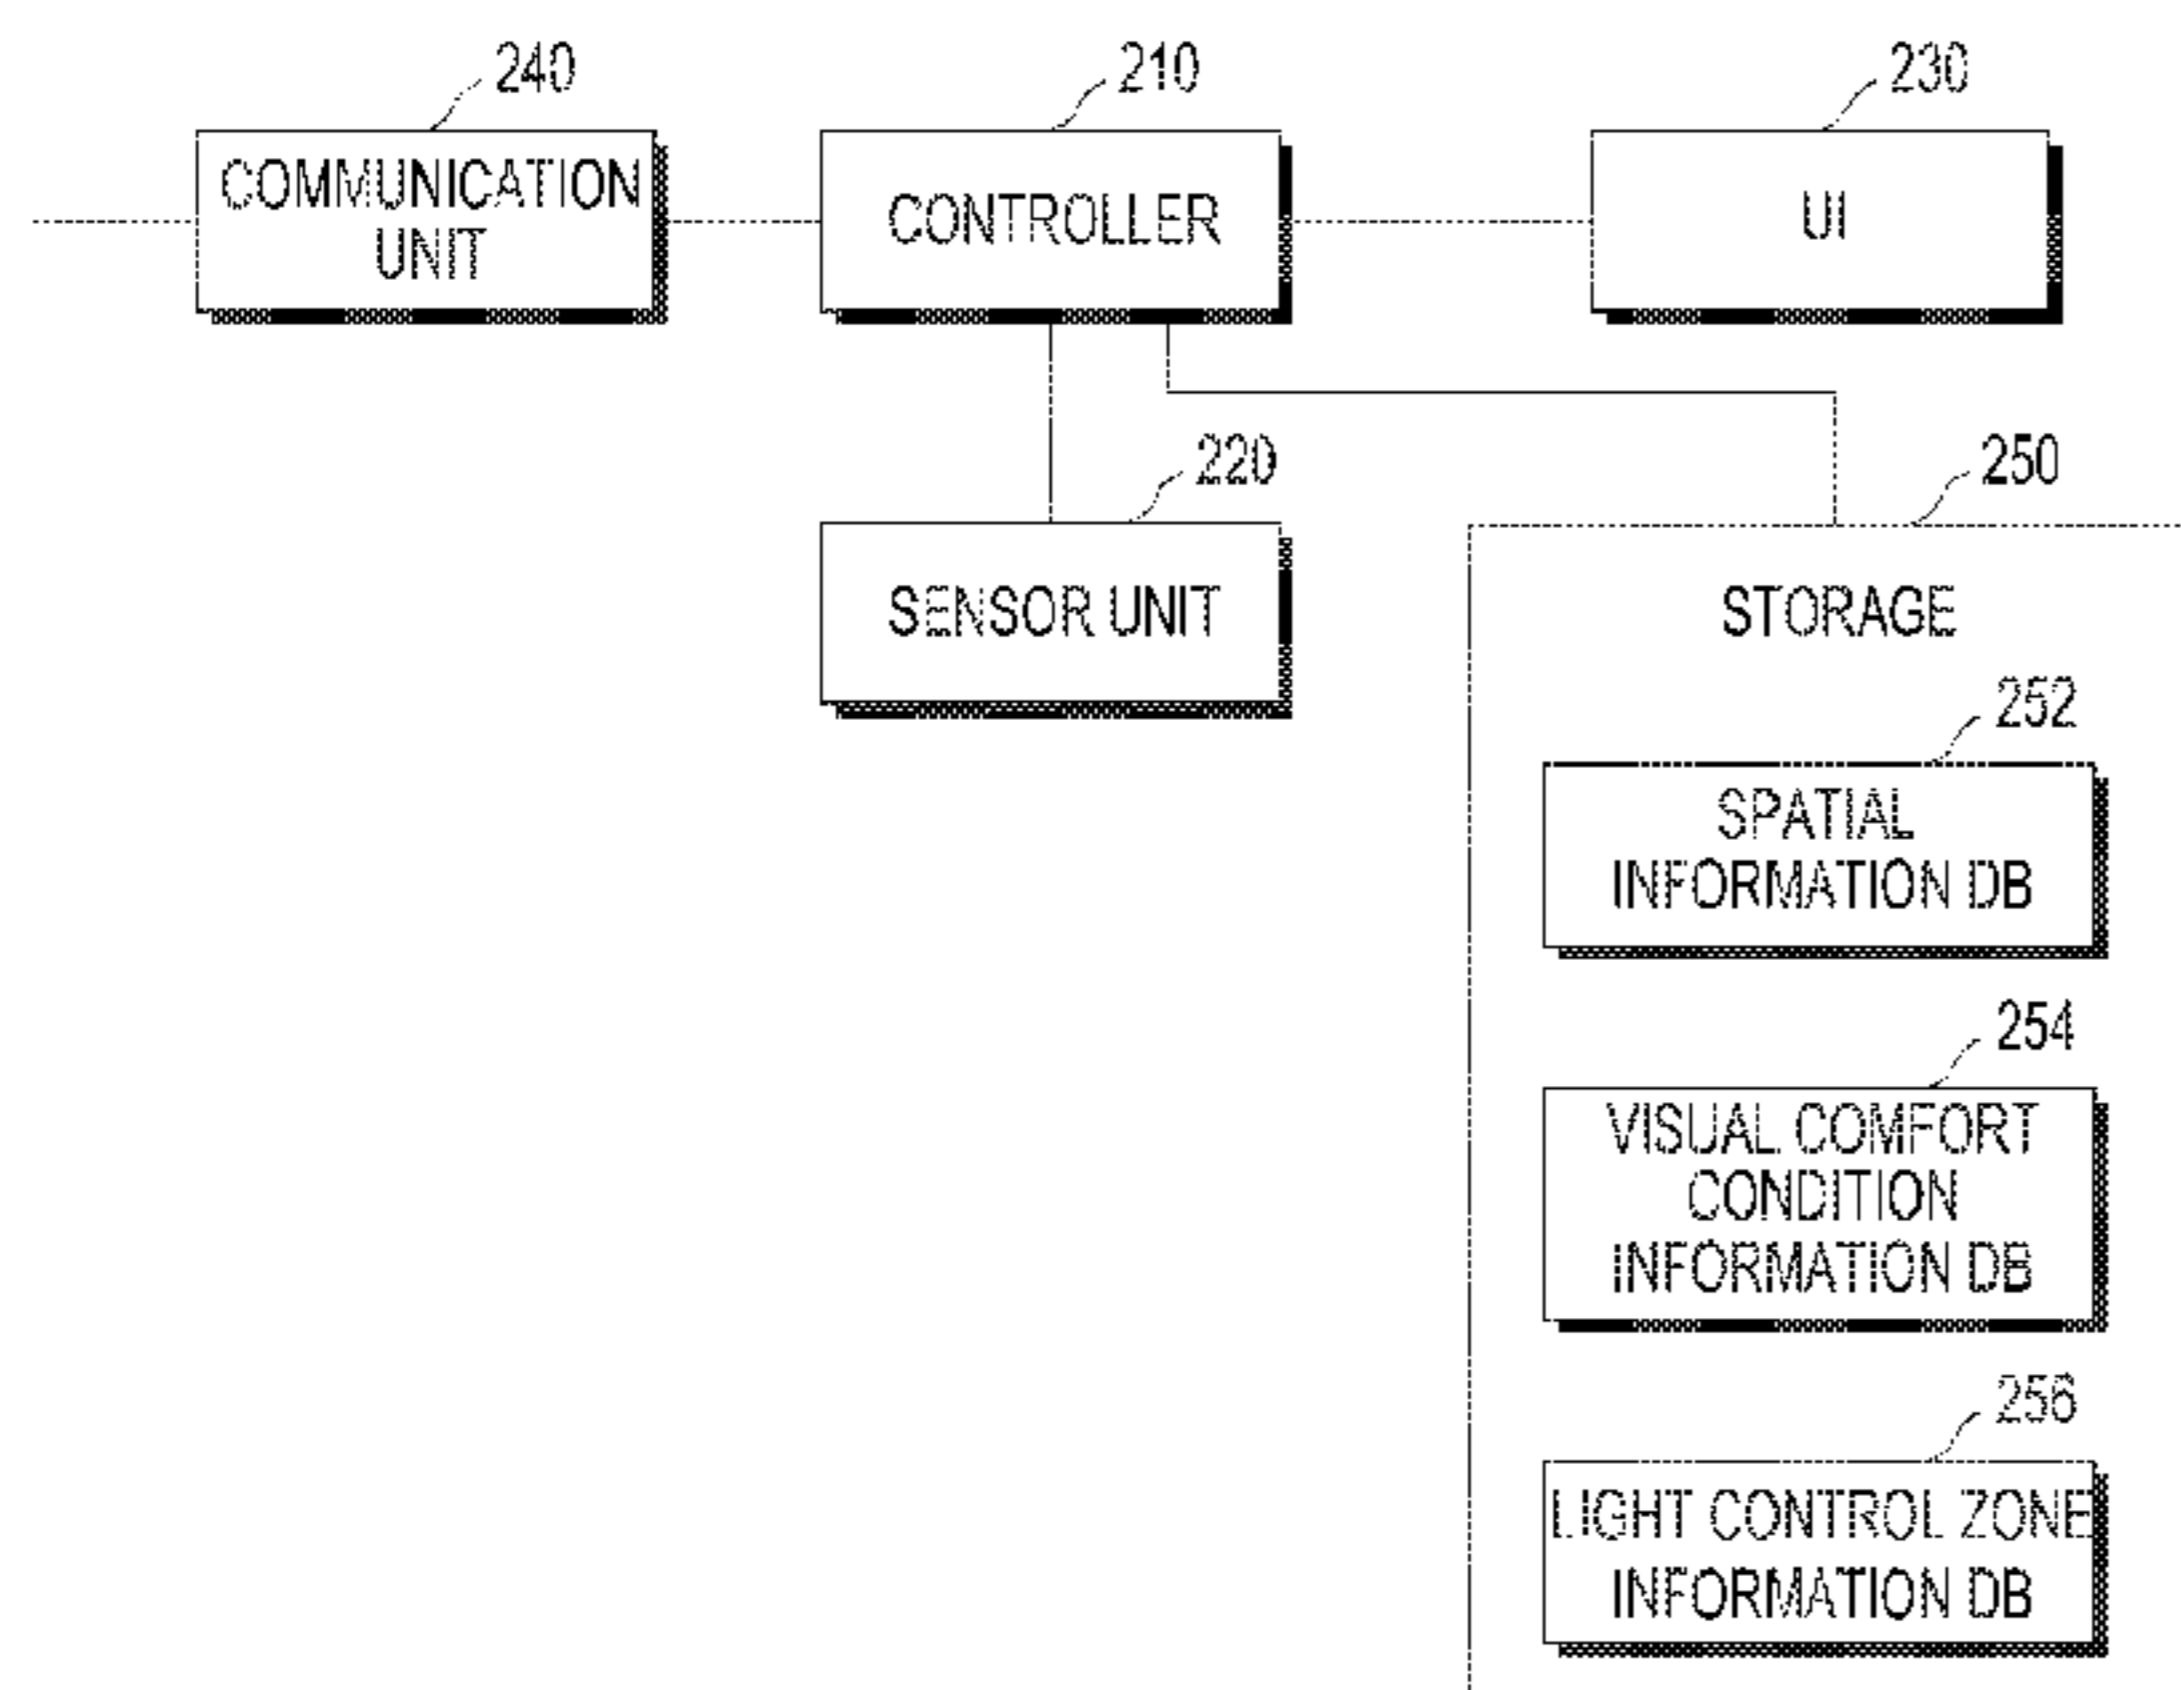 240
210
230
COMMUNICATION
UNIT
CONTROLLER
UI
220
250
SENSOR UNIT
STORAGE
252
SPATIAL
INFORMATION DB
254
VISUAL COMFORT
CONDITION
INFORMATION DB
256
LIGHT CONTROL ZONE
INFORMATION DB